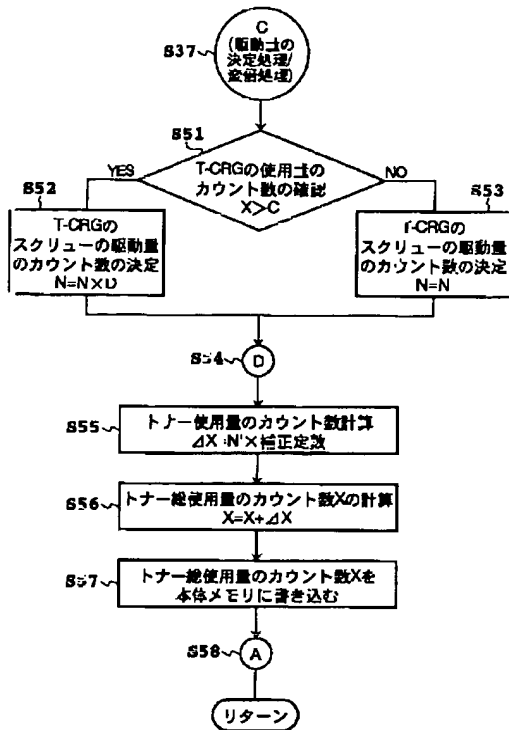 C
(駆動量の
決定処理/
変倍処理)
S37
S51
T-CRGの使用量の
カウント数の確認
X>C
YES
NO
S52
T-CRGの
スクリューの駆動量
のカウント数の決定
N=N×D
S53
T-CRGの
スクリューの駆動量
のカウント数の決定
N=N
S54
D
S55
トナー使用量のカウント数計算
⊿X:N'×補正定数
S56
トナー総使用量のカウント数Xの計算
X=X+⊿X
S57
トナー総使用量のカウント数Xを
本体メモリに書き込む
S58
A
リターン